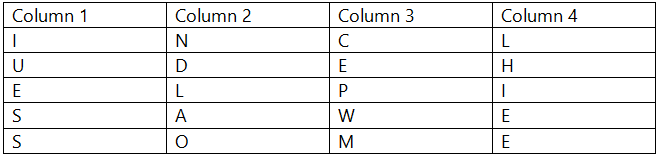 Column 1 Column 2 Column 3 Column 4
I N C L
U D E H
E L P I
S A W E
S O M E